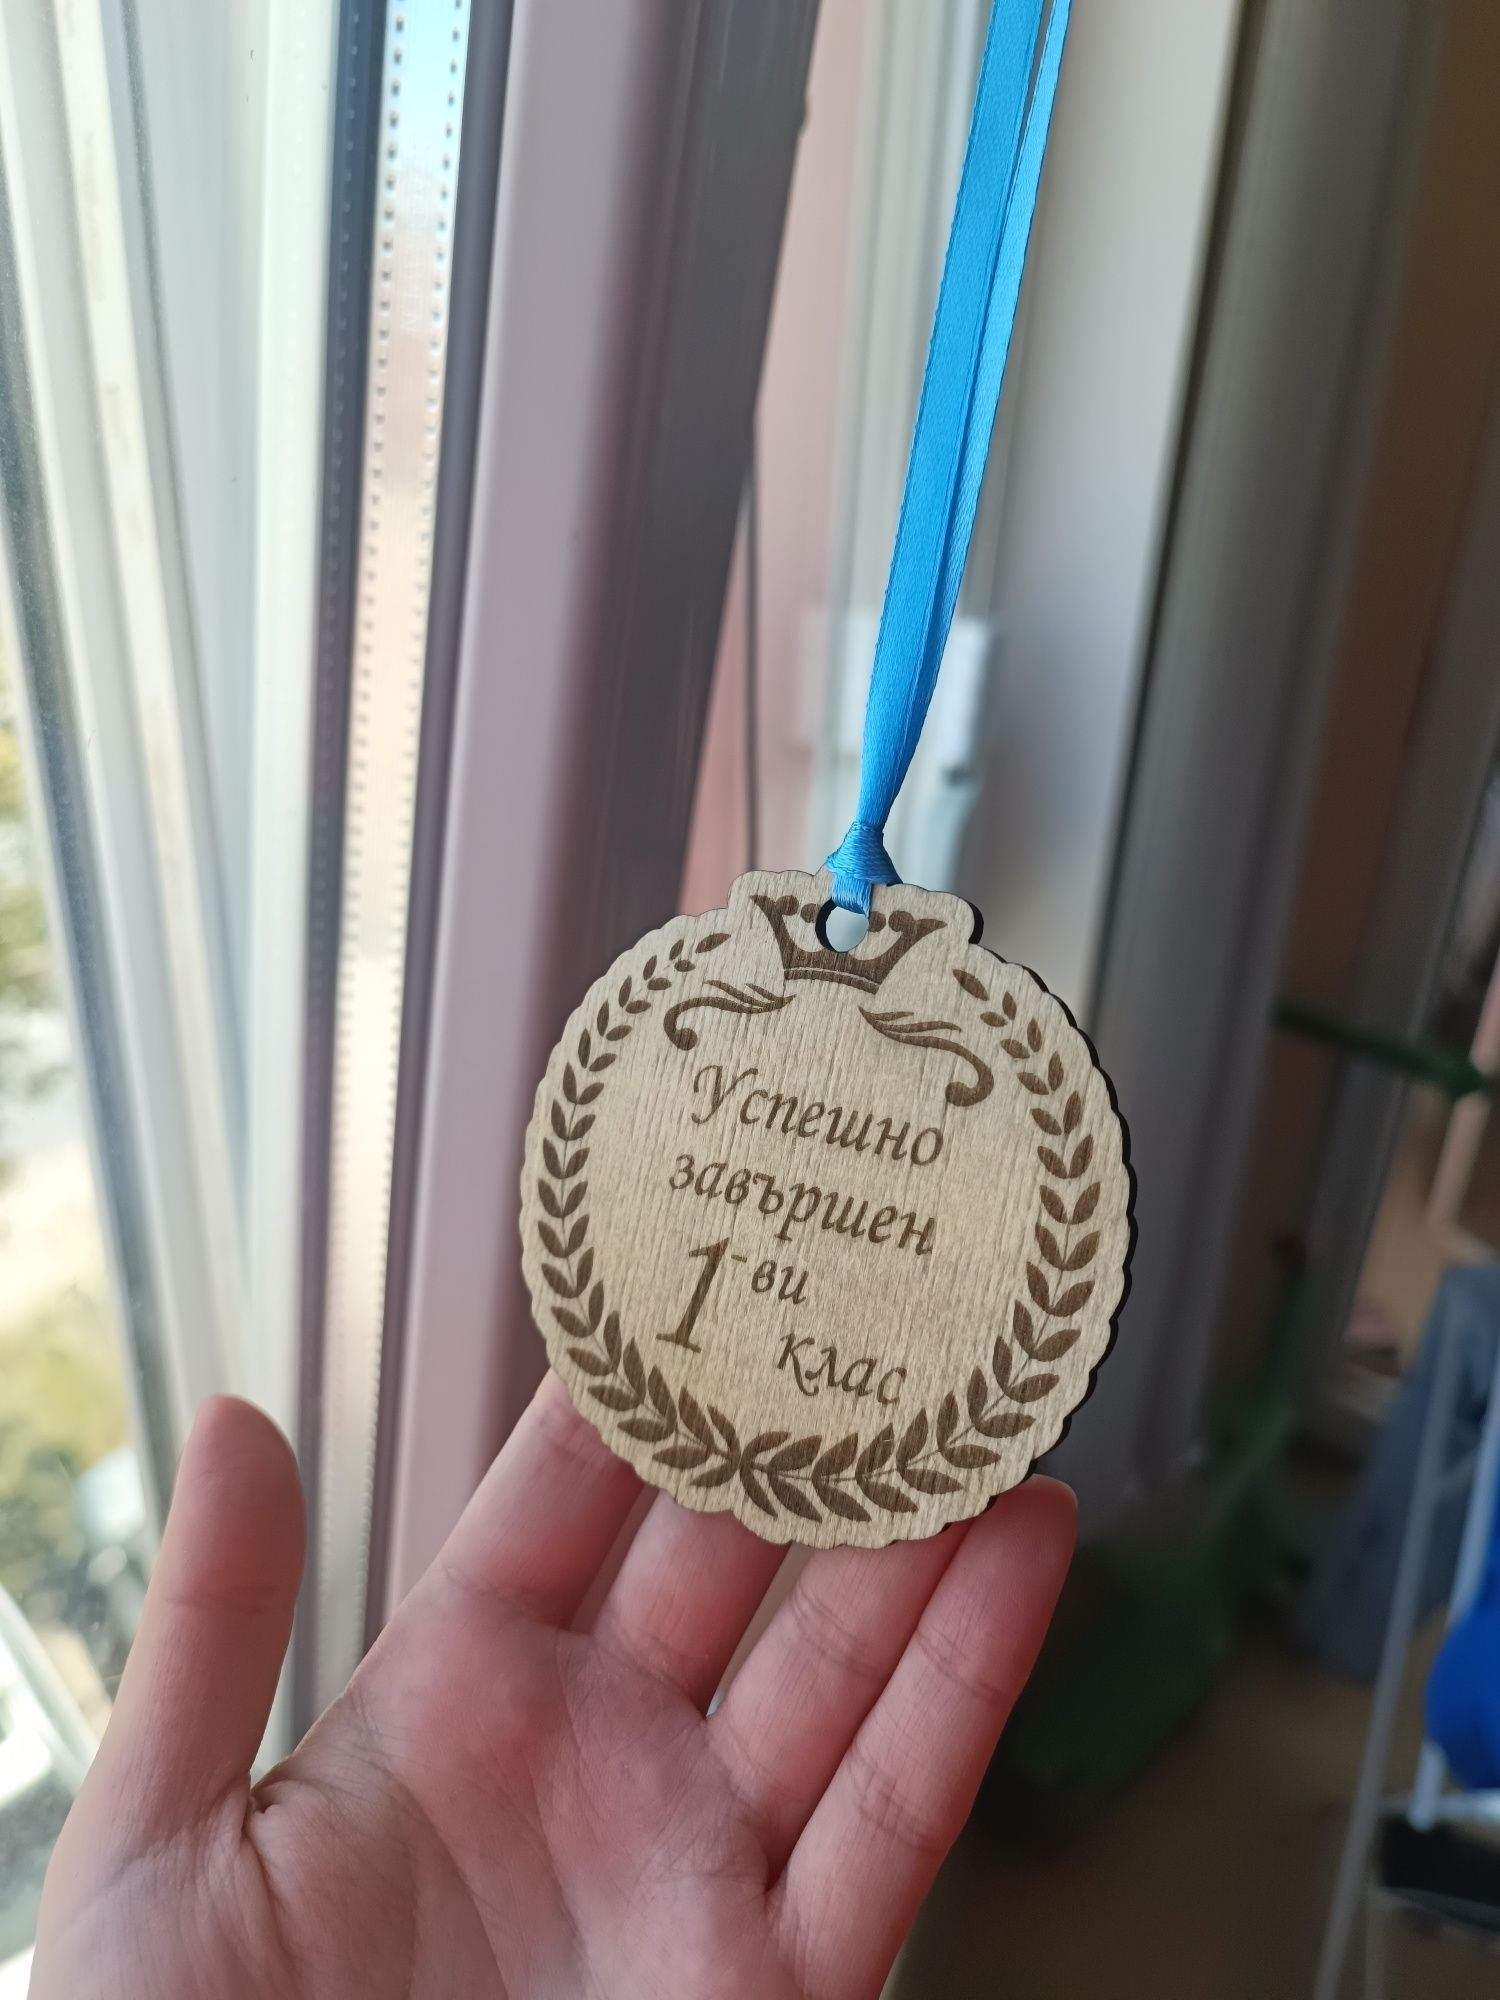 Успешно
завършен
1-ви
клас